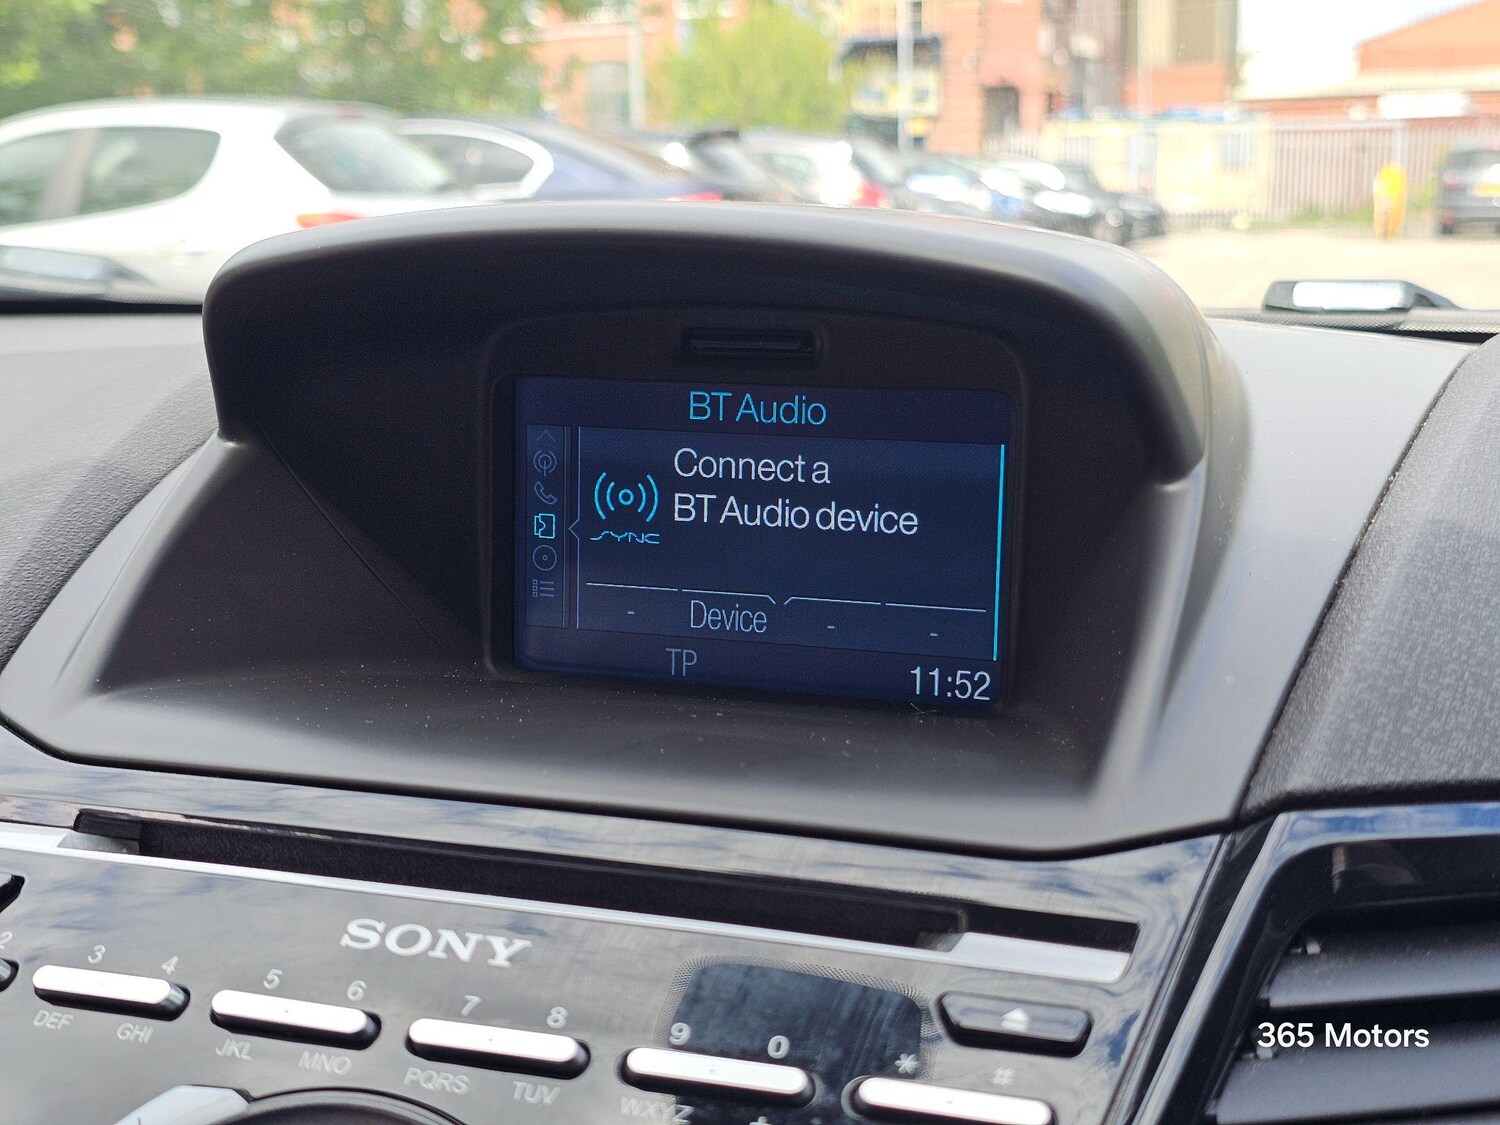 BT Audio
Connect a
BT Audio device
SYNC
- Device - -
TP
11:52
SONY
2 3 4 5 6 7 8 9 0 * #
DEF GHI JKL MNO PQRS TUV WXYZ +
365 Motors